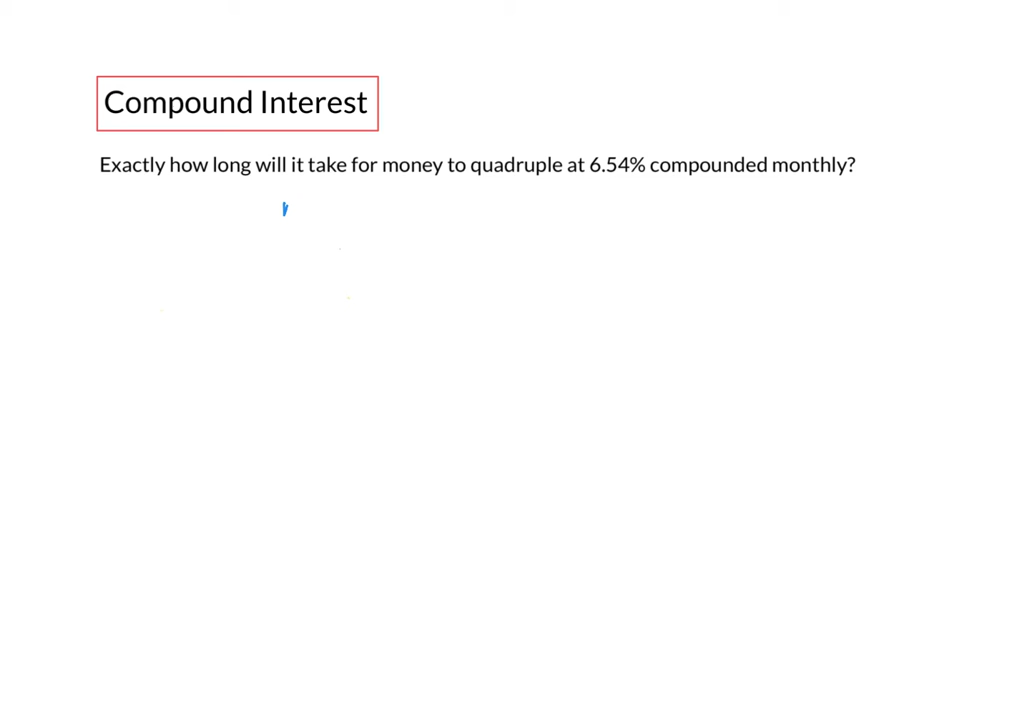 Compound Interest
Exactly how long will it take for money to quadruple at 6.54% compounded monthly?